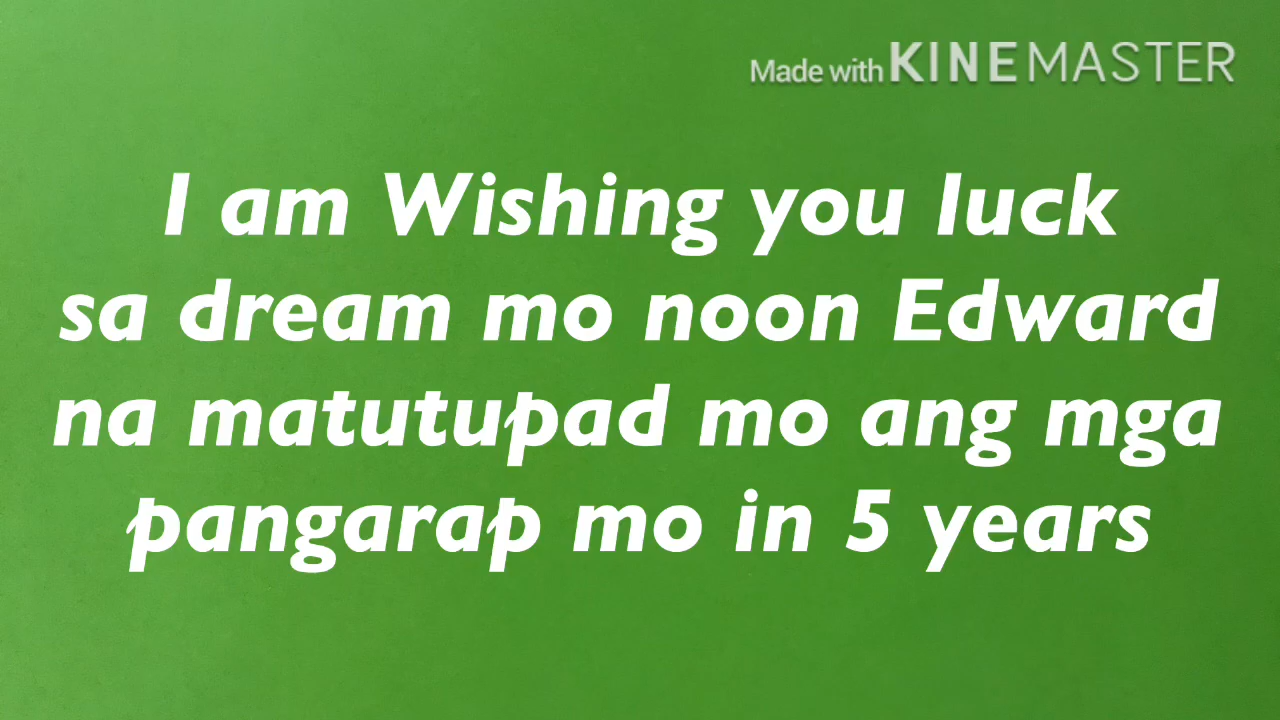 Made with KINEMASTER
I am Wishing you luck
sa dream mo noon Edward
na matutupad mo ang mga
pangarap mo in 5 years